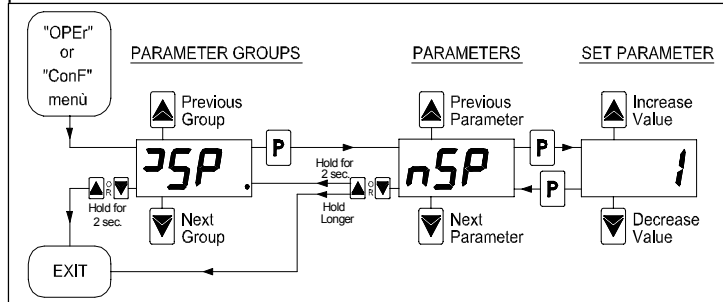 "OPEr"
or
"ConF"
menù
PARAMETER GROUPS
PARAMETERS
SET PARAMETER
Previous
Group
Previous
Parameter
Increase
Value
SP
P
nSP
P
1
P
Hold for
2 sec.
OR
Hold
Longer
OR
Hold for
2 sec.
Next
Group
Next
Parameter
Decrease
Value
EXIT